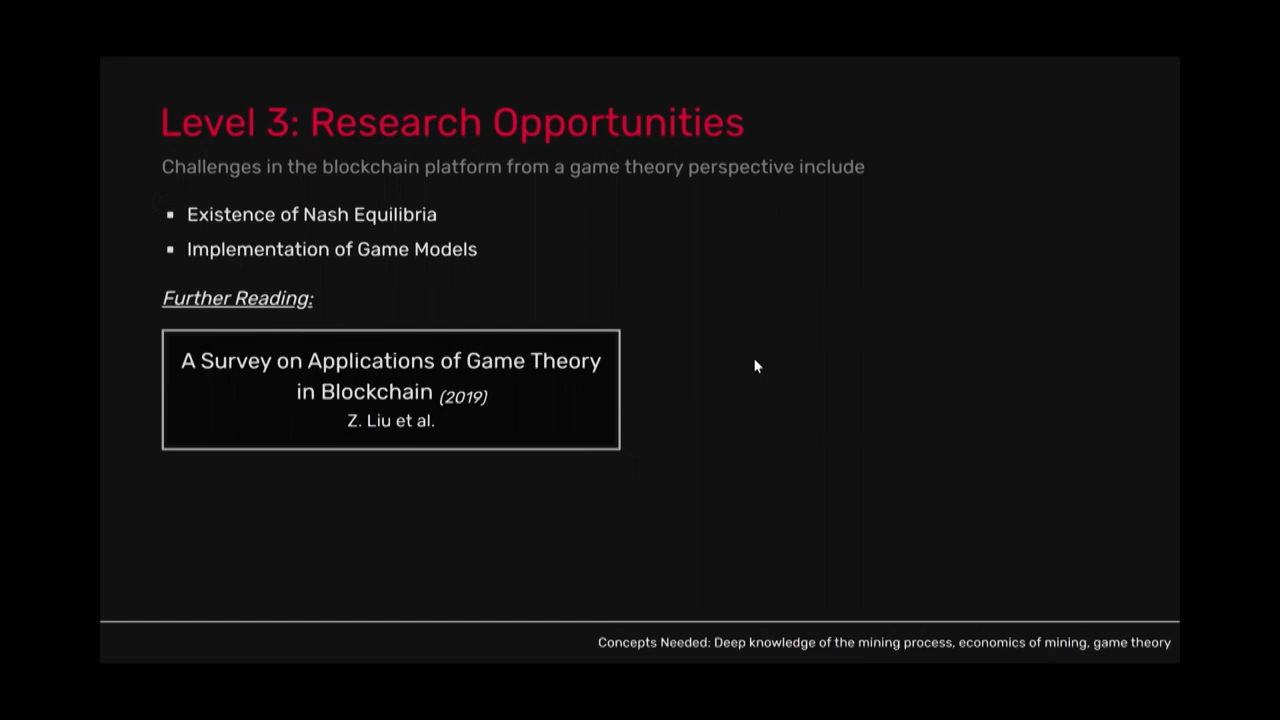 Level 3: Research Opportunities
Challenges in the blockchain platform from a game theory perspective include
▪ Existence of Nash Equilibria
▪ Implementation of Game Models
Further Reading:
A Survey on Applications of Game Theory
in Blockchain (2019)
Z. Liu et al.
Concepts Needed: Deep knowledge of the mining process, economics of mining, game theory